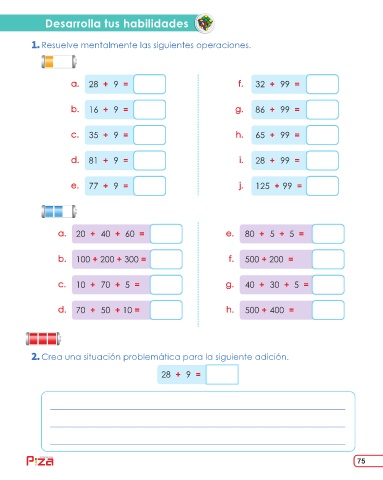 Desarrolla tus habilidades
1. Resuelve mentalmente las siguientes operaciones.
a. 28 + 9 =
b. 16 + 9 =
c. 35 + 9 =
d. 81 + 9 =
e. 77 + 9 =
f. 32 + 99 =
g. 86 + 99 =
h. 65 + 99 =
i. 28 + 99 =
j. 125 + 99 =
a. 20 + 40 + 60 =
b. 100 + 200 + 300 =
c. 10 + 70 + 5 =
d. 70 + 50 + 10 =
e. 80 + 5 + 5 =
f. 500 + 200 =
g. 40 + 30 + 5 =
h. 500 + 400 =
2. Crea una situación problemática para la siguiente adición.
28 + 9 =
Piza
75